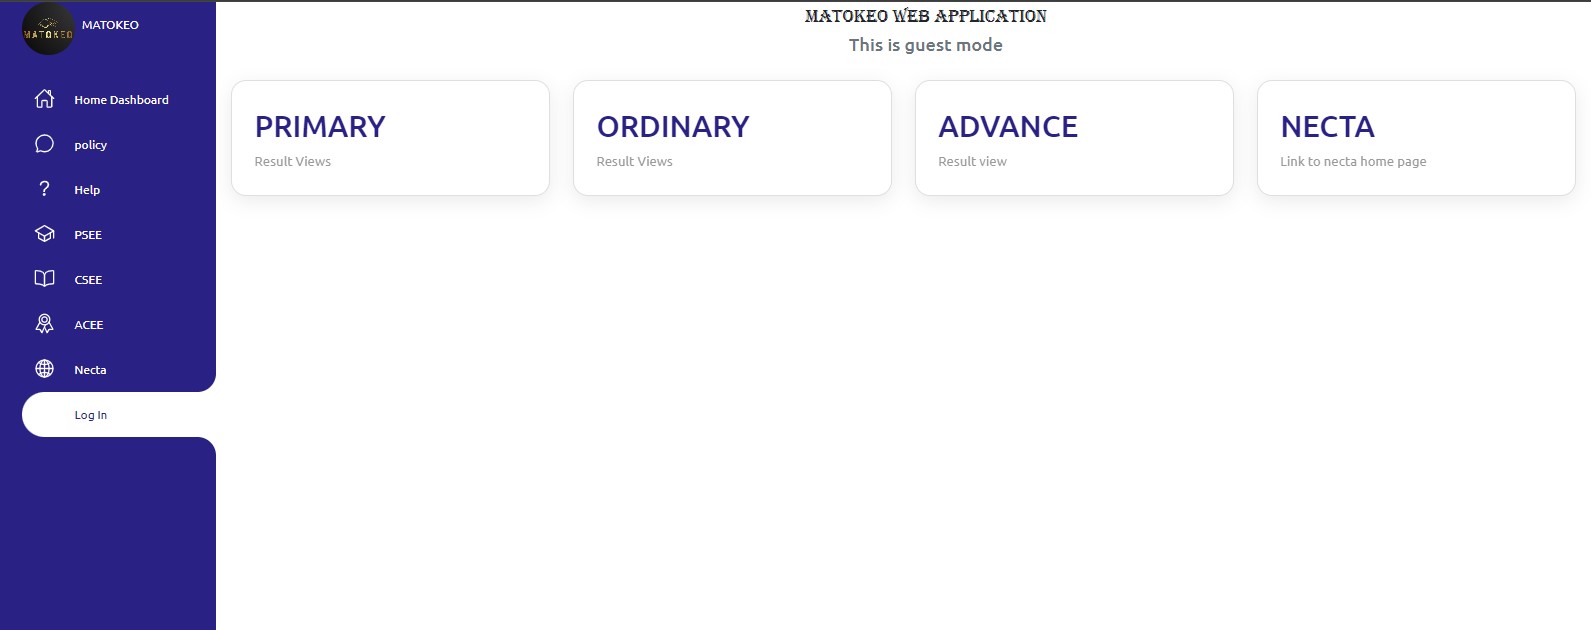 MATOKEO
MATOKEO
Home Dashboard
policy
Help
PSEE
CSEE
ACEE
Necta
Log In
MATOKEO WEB APPLICATION
This is guest mode
PRIMARY
Result Views
ORDINARY
Result Views
ADVANCE
Result view
NECTA
Link to necta home page